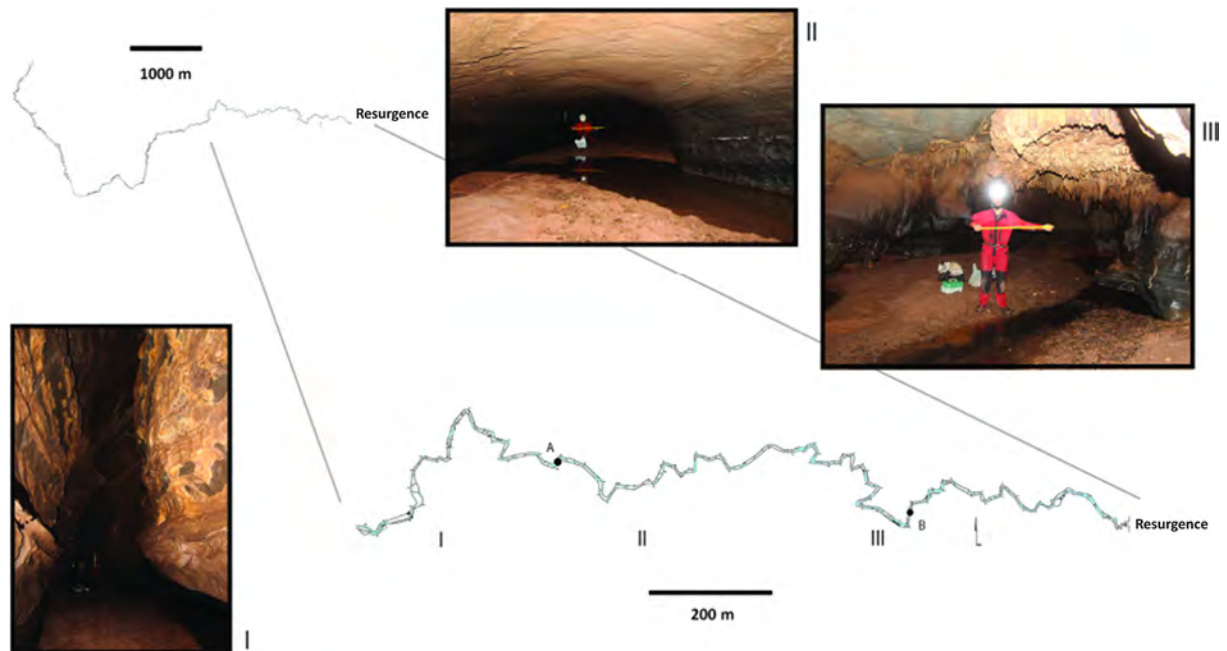 1000 m
Resurgence
II
III
I
A
I
II
III
B
Resurgence
200 m